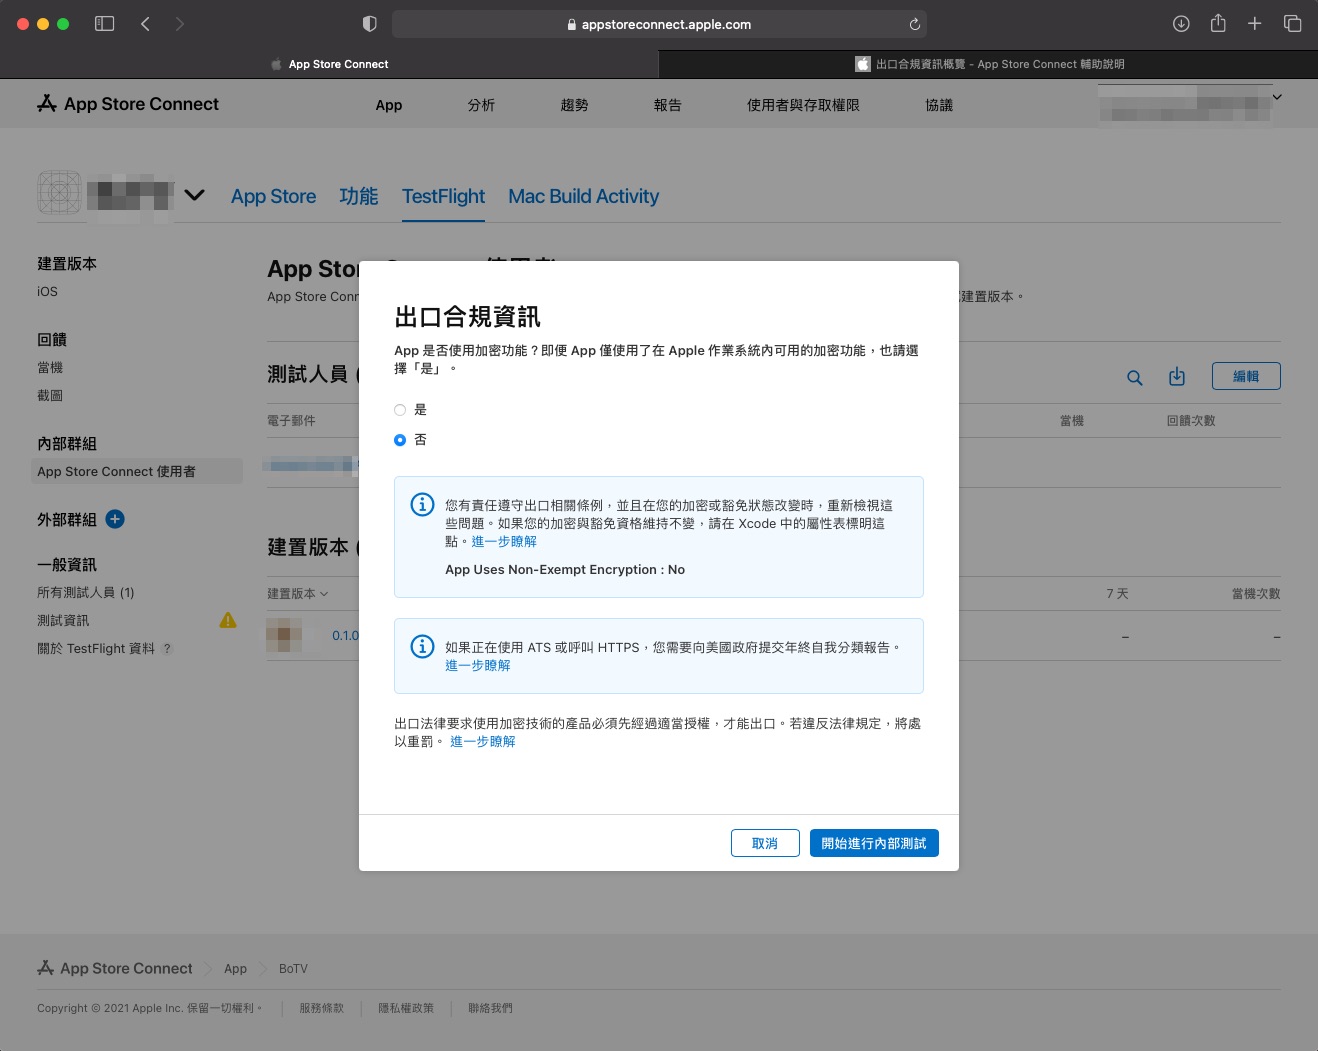 appstoreconnect.apple.com
App Store Connect
出口合規資訊概覽 - App Store Connect 輔助說明
App Store Connect
App
分析
趨勢
報告
使用者與存取權限
協議
App Store
功能
TestFlight
Mac Build Activity
建置版本
iOS
回饋
當機
截圖
內部群組
App Store Connect 使用者
外部群組
一般資訊
所有測試人員 (1)
測試資訊
關於 TestFlight 資料 ?
App Stor
App Store Conn
建置版本。
測試人員 (
編輯
電子郵件
當機
回饋次數
建置版本 (
建置版本
7 天
當機次數
0.1.0
–
–
出口合規資訊
App 是否使用加密功能？即便 App 僅使用了在 Apple 作業系統內可用的加密功能，也請選
擇「是」。
是
否
您有責任遵守出口相關條例，並且在您的加密或豁免狀態改變時，重新檢視這
些問題。如果您的加密與豁免資格維持不變，請在 Xcode 中的屬性表標明這
點。進一步瞭解
App Uses Non-Exempt Encryption : No
如果正在使用 ATS 或呼叫 HTTPS，您需要向美國政府提交年終自我分類報告。
進一步瞭解
出口法律要求使用加密技術的產品必須先經過適當授權，才能出口。若違反法律規定，將處
以重罰。 進一步瞭解
取消
開始進行內部測試
App Store Connect
App
BoTV
Copyright © 2021 Apple Inc. 保留一切權利。
服務條款
隱私權政策
聯絡我們